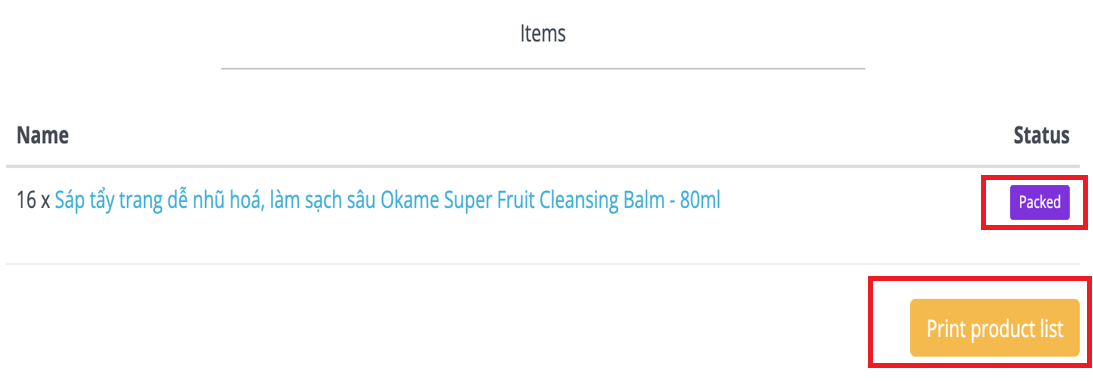 Items
Name Status
16 x Sáp tẩy trang dễ nhũ hoá, làm sạch sâu Okame Super Fruit Cleansing Balm - 80ml Packed
Print product list